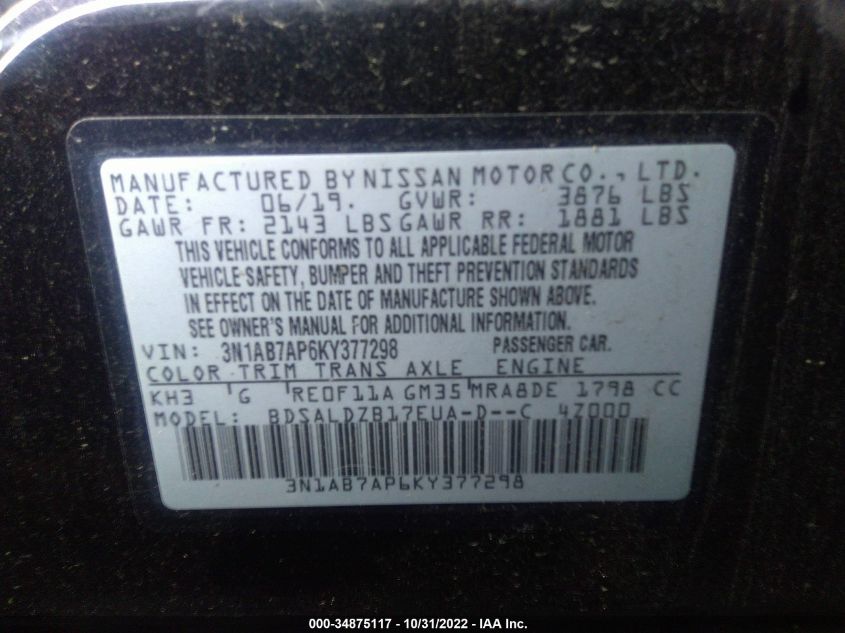 MANUFACTURED BY NISSAN MOTOR CO., LTD.
DATE: 06/19. GVWR: 3876 LBS
GAWR FR: 2143 LBS GAWR RR: 1881 LBS
THIS VEHICLE CONFORMS TO ALL APPLICABLE FEDERAL MOTOR
VEHICLE SAFETY, BUMPER AND THEFT PREVENTION STANDARDS
IN EFFECT ON THE DATE OF MANUFACTURE SHOWN ABOVE.
SEE OWNER'S MANUAL FOR ADDITIONAL INFORMATION.
VIN: 3N1AB7AP6KY377298 PASSENGER CAR.
COLOR TRIM TRANS AXLE ENGINE
KH3 G RE0F11A GM35 MRA8DE 1798 CC
MODEL: BDSALDZB17EUA-D--C 4Z000
3N1AB7AP6KY377298
000-34875117 - 10/31/2022 - IAA Inc.